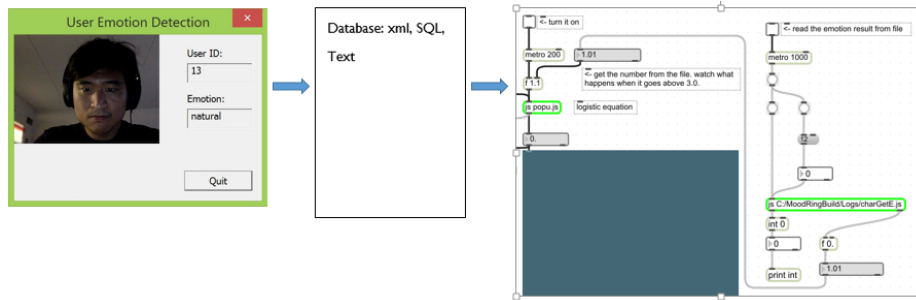 User Emotion Detection
User ID:
13
Emotion:
natural
Quit
Database: xml, SQL,
Text
<- turn it on
metro 200
1.01
f 1.1
<- get the number from the file. watch what
happens when it goes above 3.0.
js popu.js
logistic equation
0.
<- read the emotion result from file
metro 1000
0
js C:/MoodRingBuild/Logs/charGetE.js
int 0
0
f 0.
1.01
print int